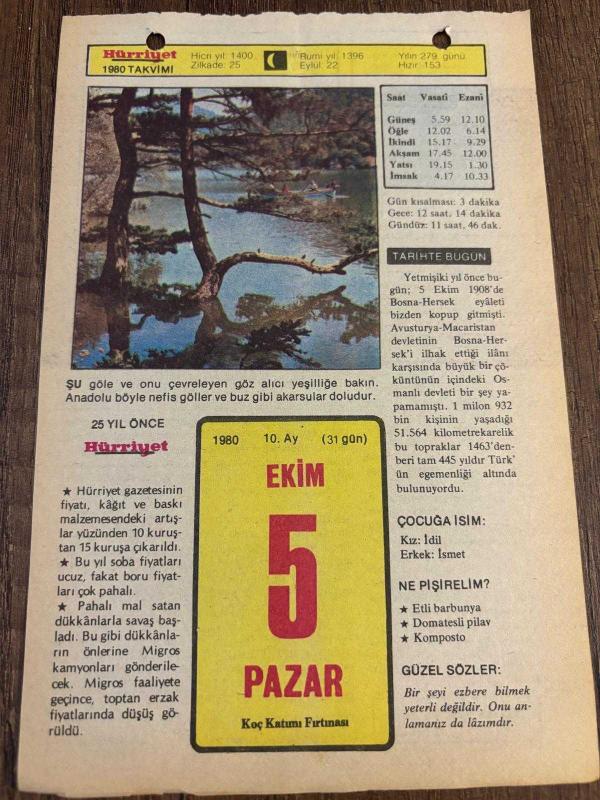 Hürriyet
1980 TAKVİMİ
Hicri yıl: 1400
Zilkade: 25
Rumi yıl: 1396
Eylül: 22
Yılın 279. günü
Hızır: 153
Saat Vasatî Ezanî
Güneş 5.59 12.10
Öğle 12.02 6.14
İkindi 15.17 9.29
Akşam 17.45 12.00
Yatsı 19.15 1.30
İmsak 4.17 10.33
Gün kısalması: 3 dakika
Gece: 12 saat, 14 dakika
Gündüz: 11 saat, 46 dak.
TARİHTE BUGÜN
Yetmişiki yıl önce bu-
gün; 5 Ekim 1908'de
Bosna-Hersek eyâleti
bizden kopup gitmişti.
Avusturya-Macaristan
devletinin Bosna-Her-
sek'i ilhak ettiği ilânı
karşısında büyük bir çö-
küntünün içindeki Os-
manlı devleti bir şey ya-
pamamıştı. 1 milon 932
bin kişinin yaşadığı
51.564 kilometrekarelik
bu topraklar 1463'den-
beri tam 445 yıldır Türk'
ün egemenliği altında
bulunuyordu.
ŞU göle ve onu çevreleyen göz alıcı yeşilliğe bakın.
Anadolu böyle nefis göller ve buz gibi akarsular doludur.
25 YIL ÖNCE
Hürriyet
★ Hürriyet gazetesinin
fiyatı, kâğıt ve baskı
malzemesendeki artış-
lar yüzünden 10 kuruş-
tan 15 kuruşa çıkarıldı.
★ Bu yıl soba fiyatları
ucuz, fakat boru fiyat-
ları çok pahalı.
★ Pahalı mal satan
dükkânlarla savaş baş-
ladı. Bu gibi dükkânla-
rın önlerine Migros
kamyonları gönderile-
cek. Migros faaliyete
geçince, toptan erzak
fiyatlarında düşüş gö-
rüldü.
1980 10. Ay (31 gün)
EKİM
5
PAZAR
Koç Katımı Fırtınası
ÇOCUĞA İSİM:
Kız: İdil
Erkek: İsmet
NE PİŞİRELİM?
★ Etli barbunya
★ Domatesli pilav
★ Komposto
GÜZEL SÖZLER:
Bir şeyi ezbere bilmek
yeterli değildir. Onu an-
lamanız da lâzımdır.